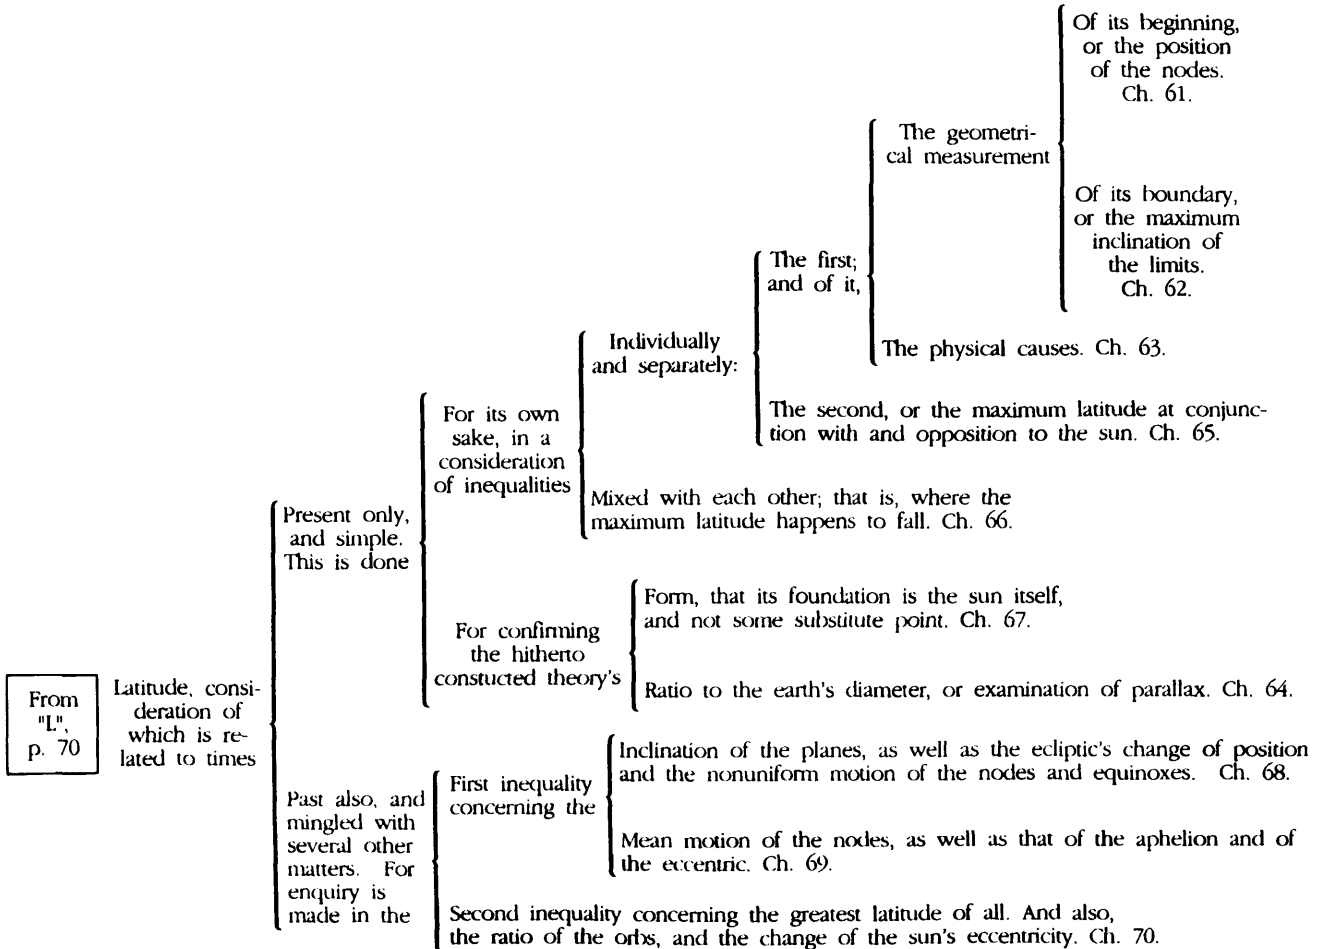 From
"L",
p. 70
Latitude, consi-
deration of
which is re-
lated to times
Present only,
and simple.
This is done
For its own
sake, in a
consideration
of inequalities
Individually
and separately:
The first;
and of it,
The geometri-
cal measurement
Of its beginning,
or the position
of the nodes.
Ch. 61.
Of its boundary,
or the maximum
inclination of
the limits.
Ch. 62.
The physical causes. Ch. 63.
The second, or the maximum latitude at conjunc-
tion with and opposition to the sun. Ch. 65.
Mixed with each other; that is, where the
maximum latitude happens to fall. Ch. 66.
For confirming
the hitherto
constucted theory's
Form, that its foundation is the sun itself,
and not some substitute point. Ch. 67.
Ratio to the earth's diameter, or examination of parallax. Ch. 64.
Past also, and
mingled with
several other
matters. For
enquiry is
made in the
First inequality
concerning the
Inclination of the planes, as well as the ecliptic's change of position
and the nonuniform motion of the nodes and equinoxes. Ch. 68.
Mean motion of the nodes, as well as that of the aphelion and of
the eccentric. Ch. 69.
Second inequality concerning the greatest latitude of all. And also,
the ratio of the orbs, and the change of the sun's eccentricity. Ch. 70.